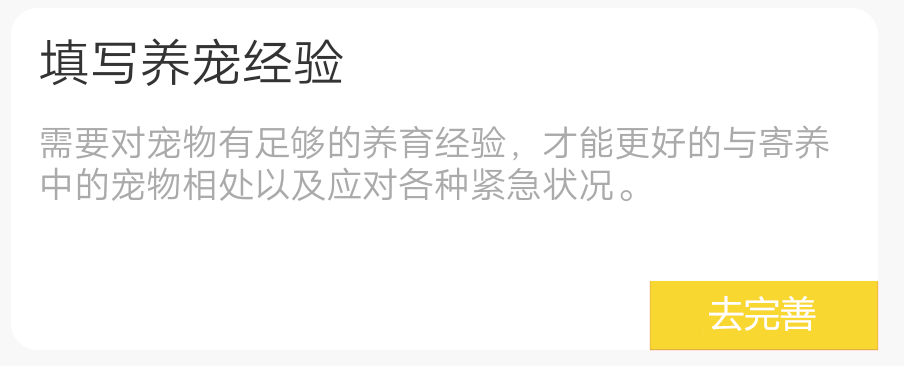 填写养宠经验
需要对宠物有足够的养育经验，才能更好的与寄养
中的宠物相处以及应对各种紧急状况。
去完善